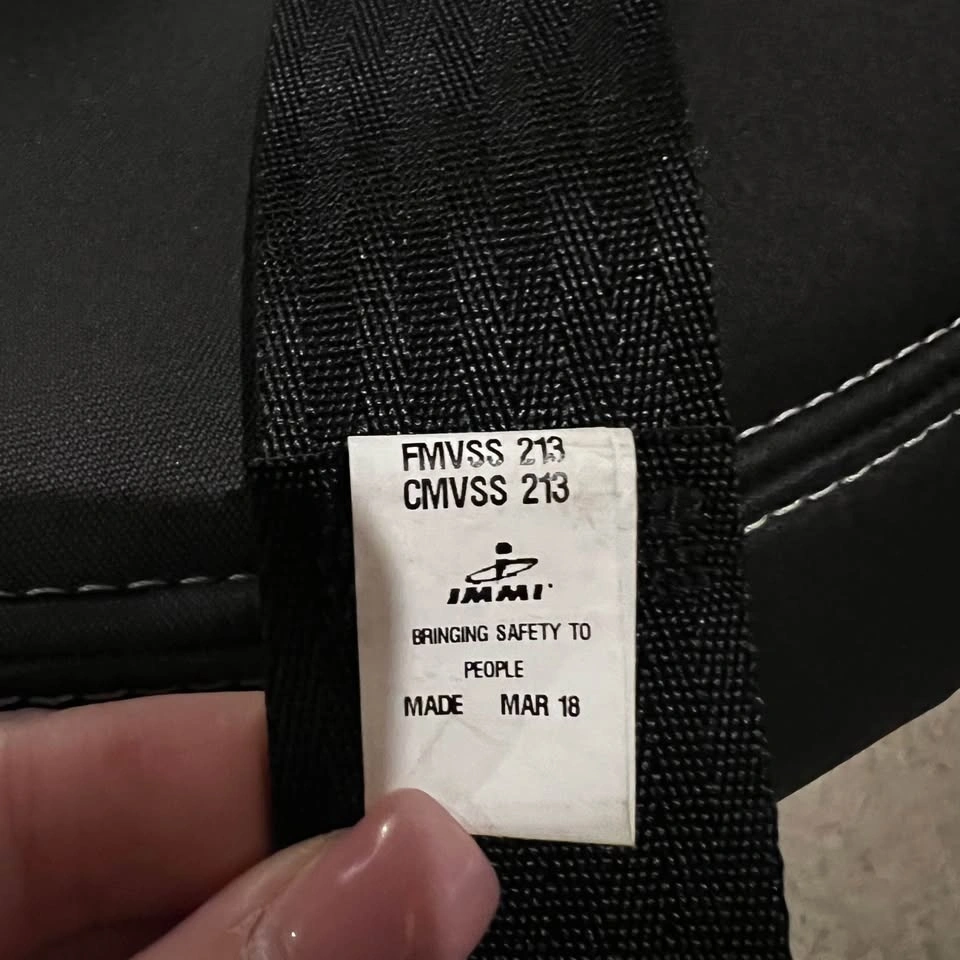 FMVSS 213
CMVSS 213
IMMI
BRINGING SAFETY TO
PEOPLE
MADE MAR 18